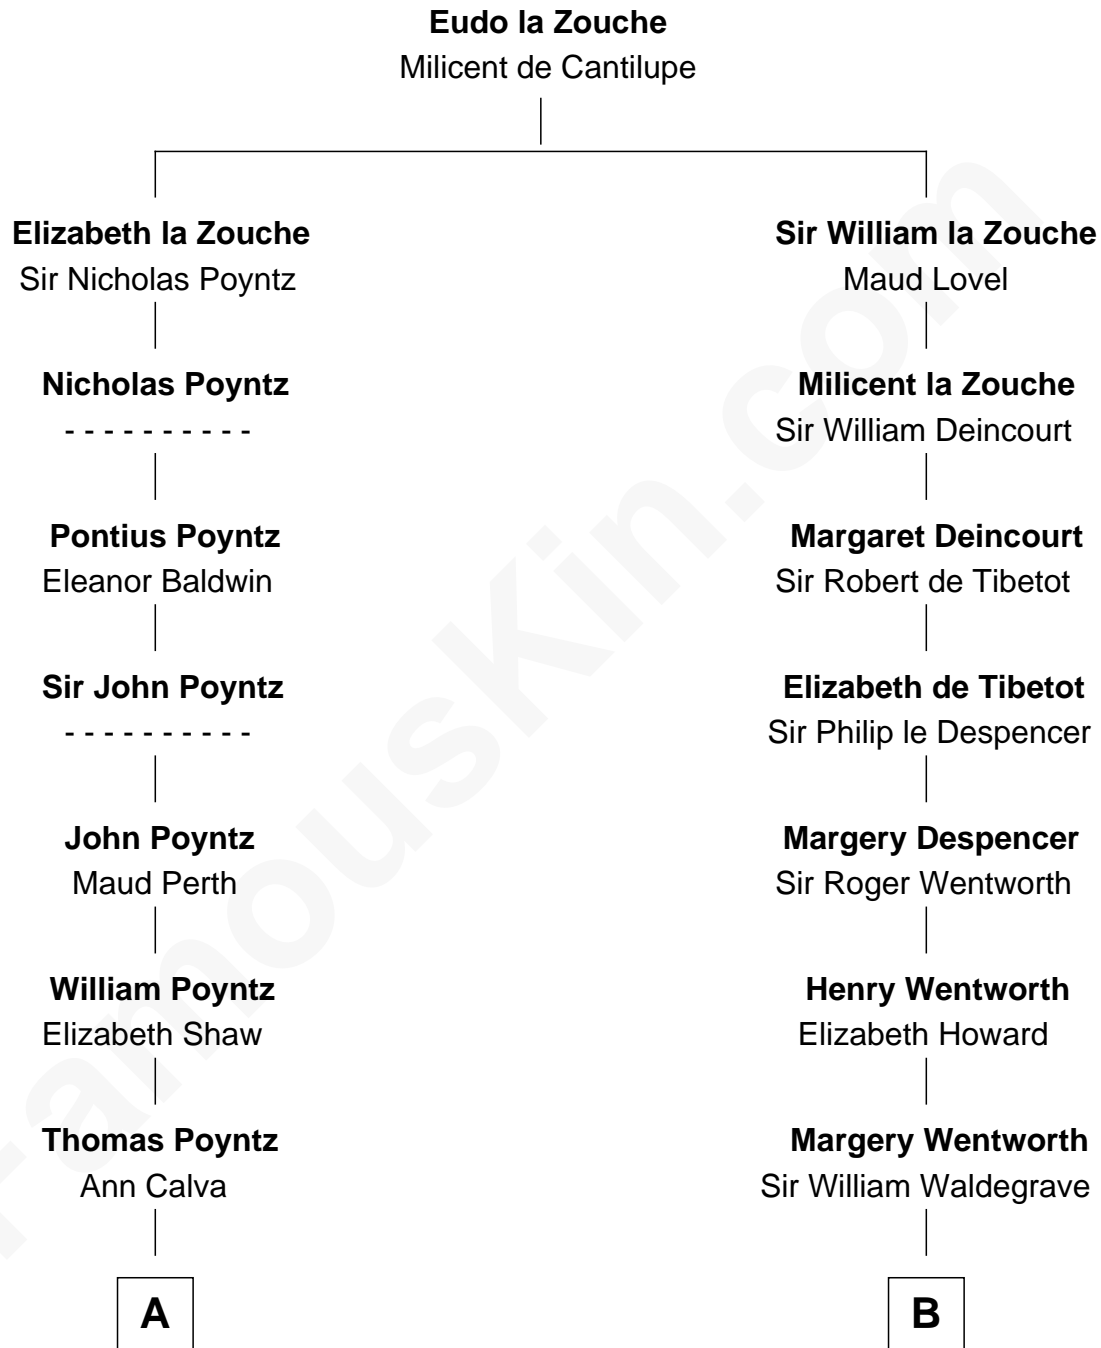 Eudo la Zouche
Milicent de Cantilupe
Elizabeth la Zouche
Sir Nicholas Poyntz
Sir William la Zouche
Maud Lovel
Nicholas Poyntz
- - - - - - - - - -
Milicent la Zouche
Sir William Deincourt
Pontius Poyntz
Eleanor Baldwin
Margaret Deincourt
Sir Robert de Tibetot
Sir John Poyntz
- - - - - - - - - -
Elizabeth de Tibetot
Sir Philip le Despencer
John Poyntz
Maud Perth
Margery Despencer
Sir Roger Wentworth
William Poyntz
Elizabeth Shaw
Henry Wentworth
Elizabeth Howard
Thomas Poyntz
Ann Calva
Margery Wentworth
Sir William Waldegrave
A
B
FamousKin.com